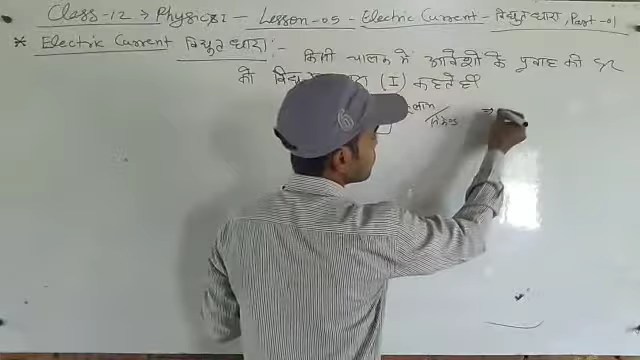 Class-12 → Physics I - Lesson-05 - Electric Current - विद्युत धारा, Part-01
* Electric Current विद्युत धारा :- किसी चालक में आवेशों के प्रवाह की दर
को (I) कहते हैं